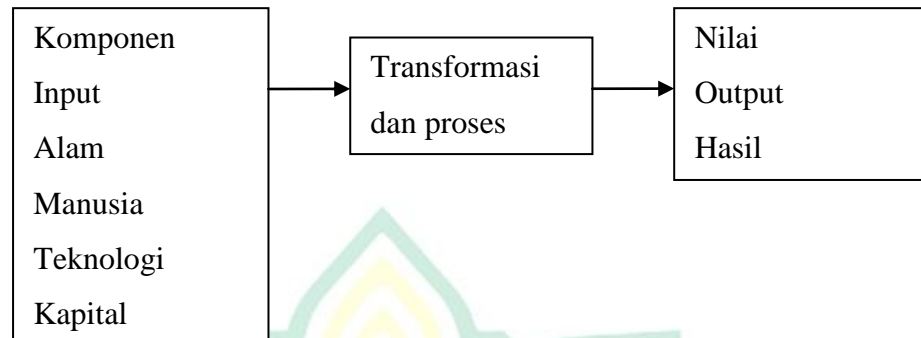 Komponen
Input
Alam
Manusia
Teknologi
Kapital
Transformasi
dan proses
Nilai
Output
Hasil